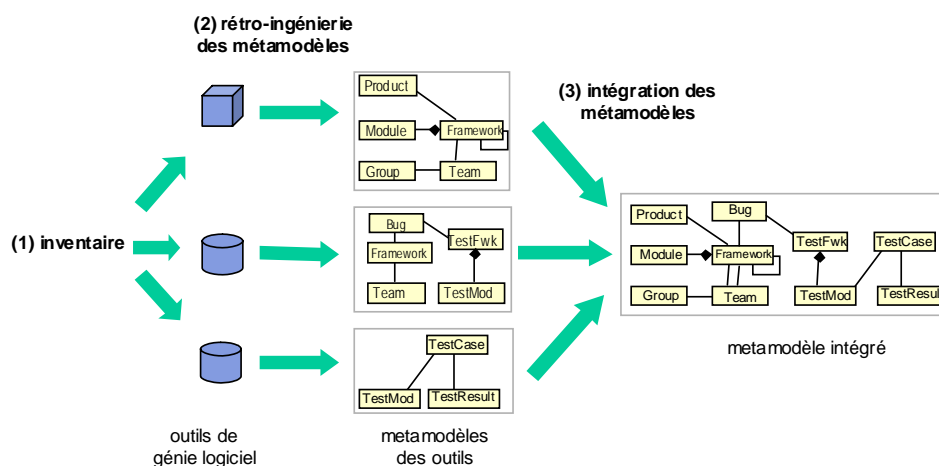 (2) rétro-ingénierie
des métamodèles
(3) intégration des
métamodèles
(1) inventaire
Product
Module
Framework
Group
Team
Bug
TestFwk
Framework
Team
TestMod
TestCase
TestMod
TestResult
Product
Bug
TestFwk
TestCase
Module
Framework
Group
Team
TestMod
TestResult
metamodèle intégré
outils de
génie logiciel
metamodèles
des outils